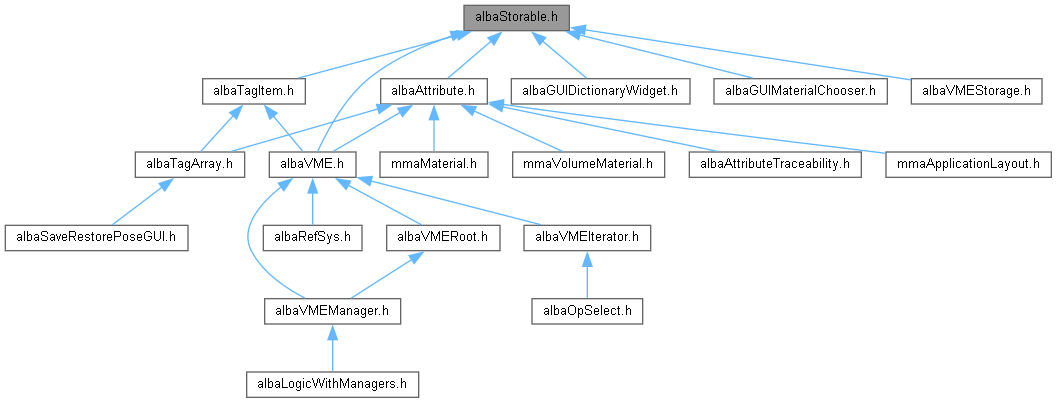 albaStorable.h
albaTagItem.h
albaAttribute.h
albaGUIDictionaryWidget.h
albaGUIMaterialChooser.h
albaVMEStorage.h
albaTagArray.h
albaVME.h
mmaMaterial.h
mmaVolumeMaterial.h
albaAttributeTraceability.h
mmaApplicationLayout.h
albaSaveRestorePoseGUI.h
albaRefSys.h
albaVMERoot.h
albaVMEIterator.h
albaVMEManager.h
albaOpSelect.h
albaLogicWithManagers.h